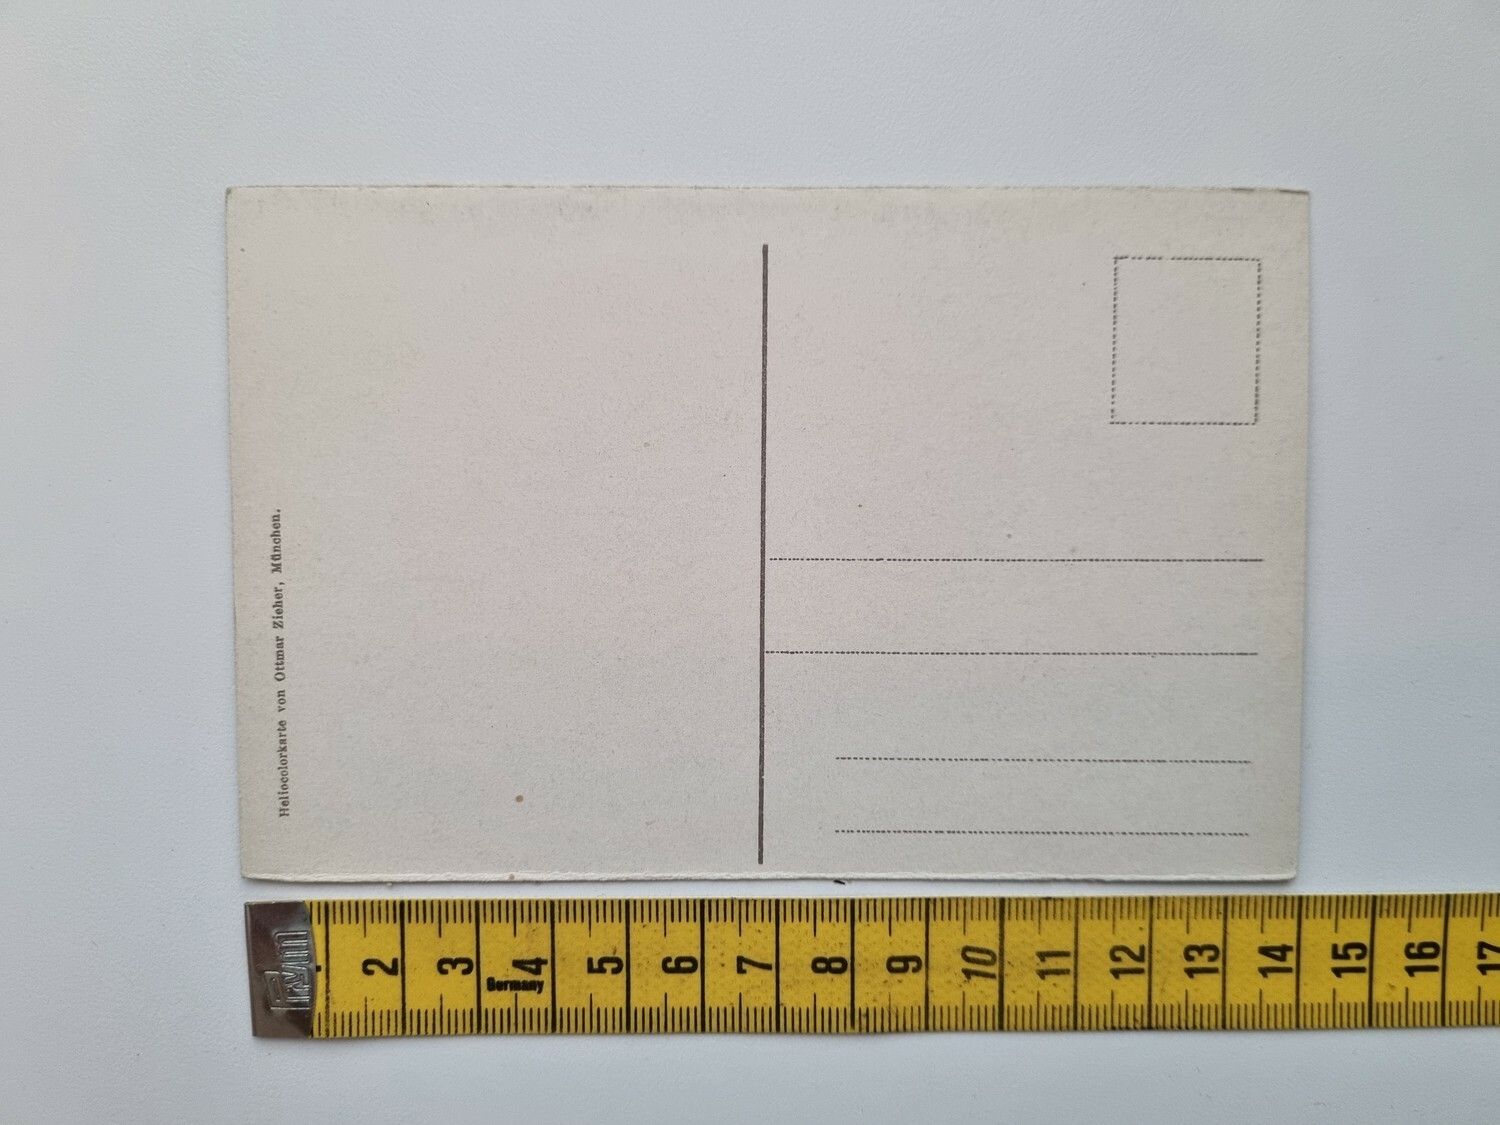 Heliocolorkarte von Ottmar Zieher, München.
Prym
2 3 4 5 6 7 8 9 10 11 12 13 14 15 16 17
Germany